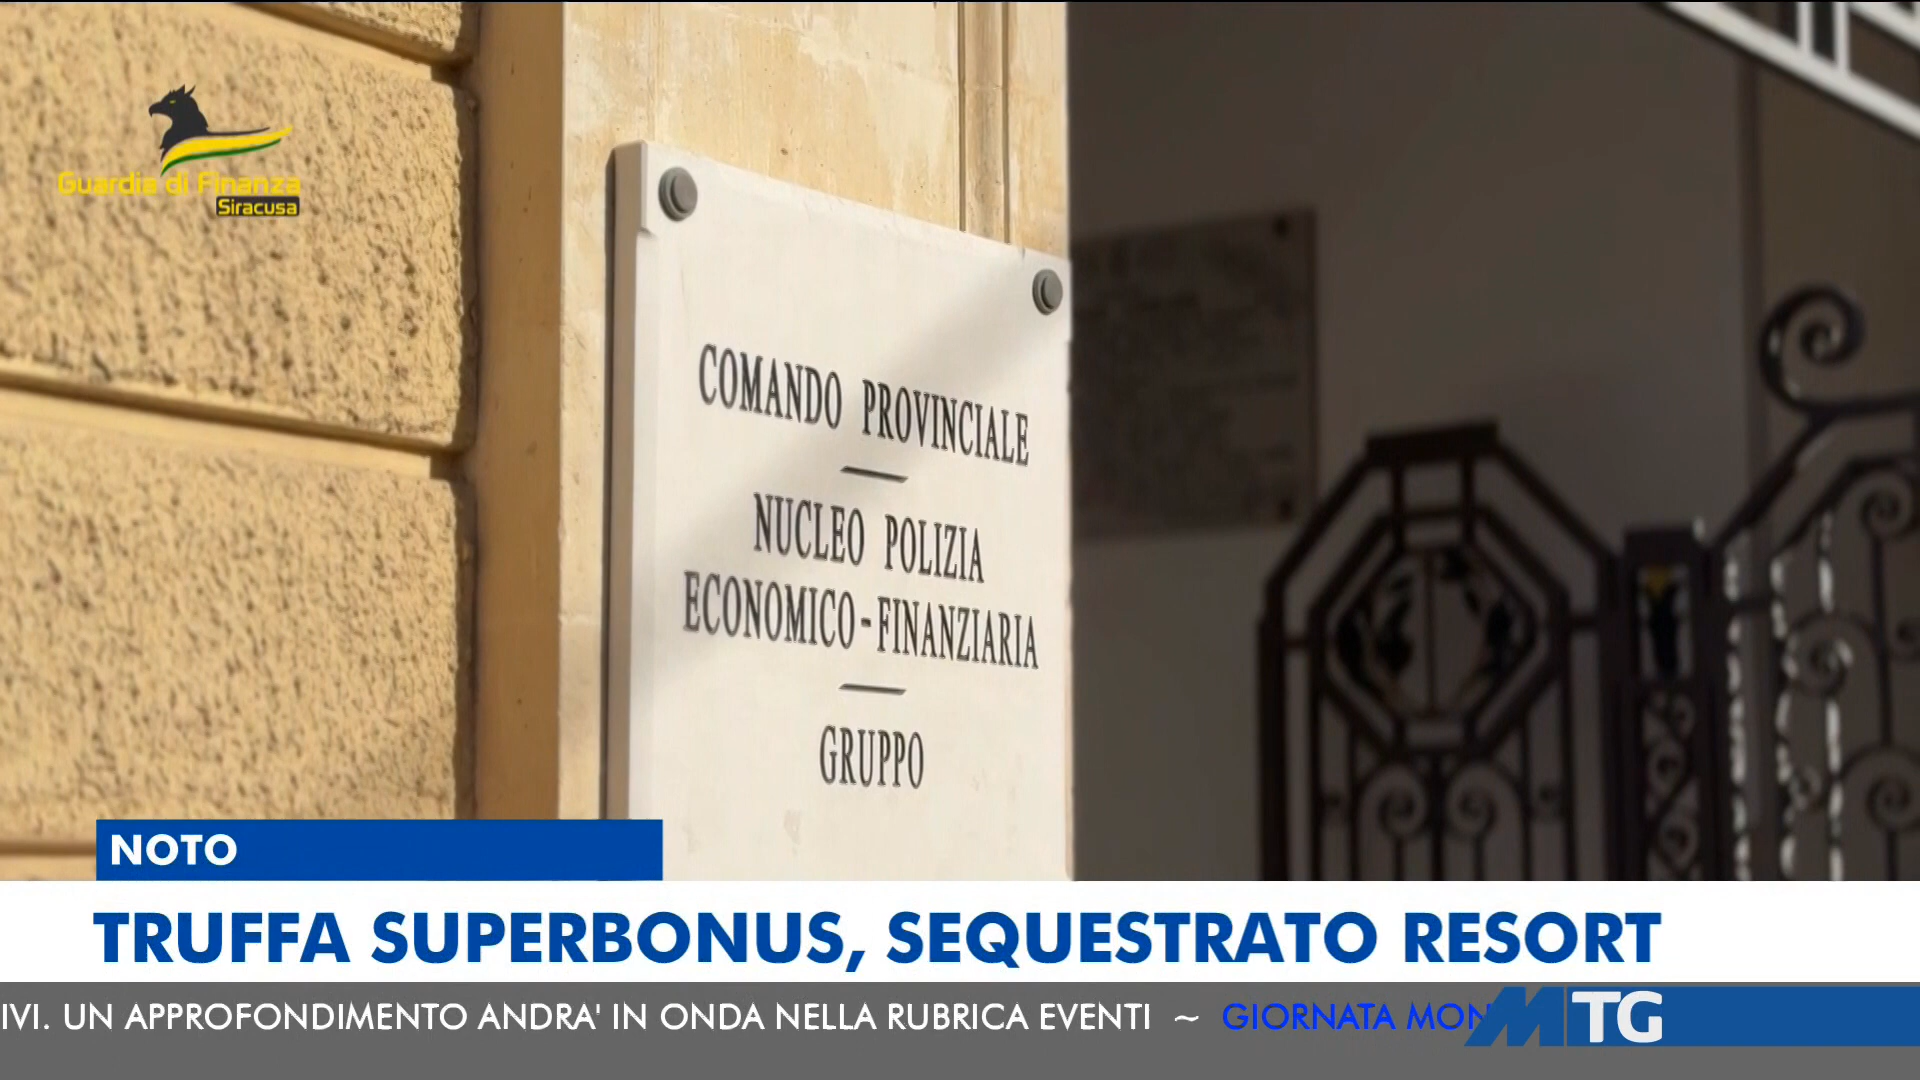 Guardia di Finanza
Siracusa
COMANDO PROVINCIALE
NUCLEO POLIZIA
ECONOMICO-FINANZIARIA
GRUPPO
NOTO
TRUFFA SUPERBONUS, SEQUESTRATO RESORT
IVI. UN APPROFONDIMENTO ANDRA' IN ONDA NELLA RUBRICA EVENTI ~ GIORNATA MON
MTG